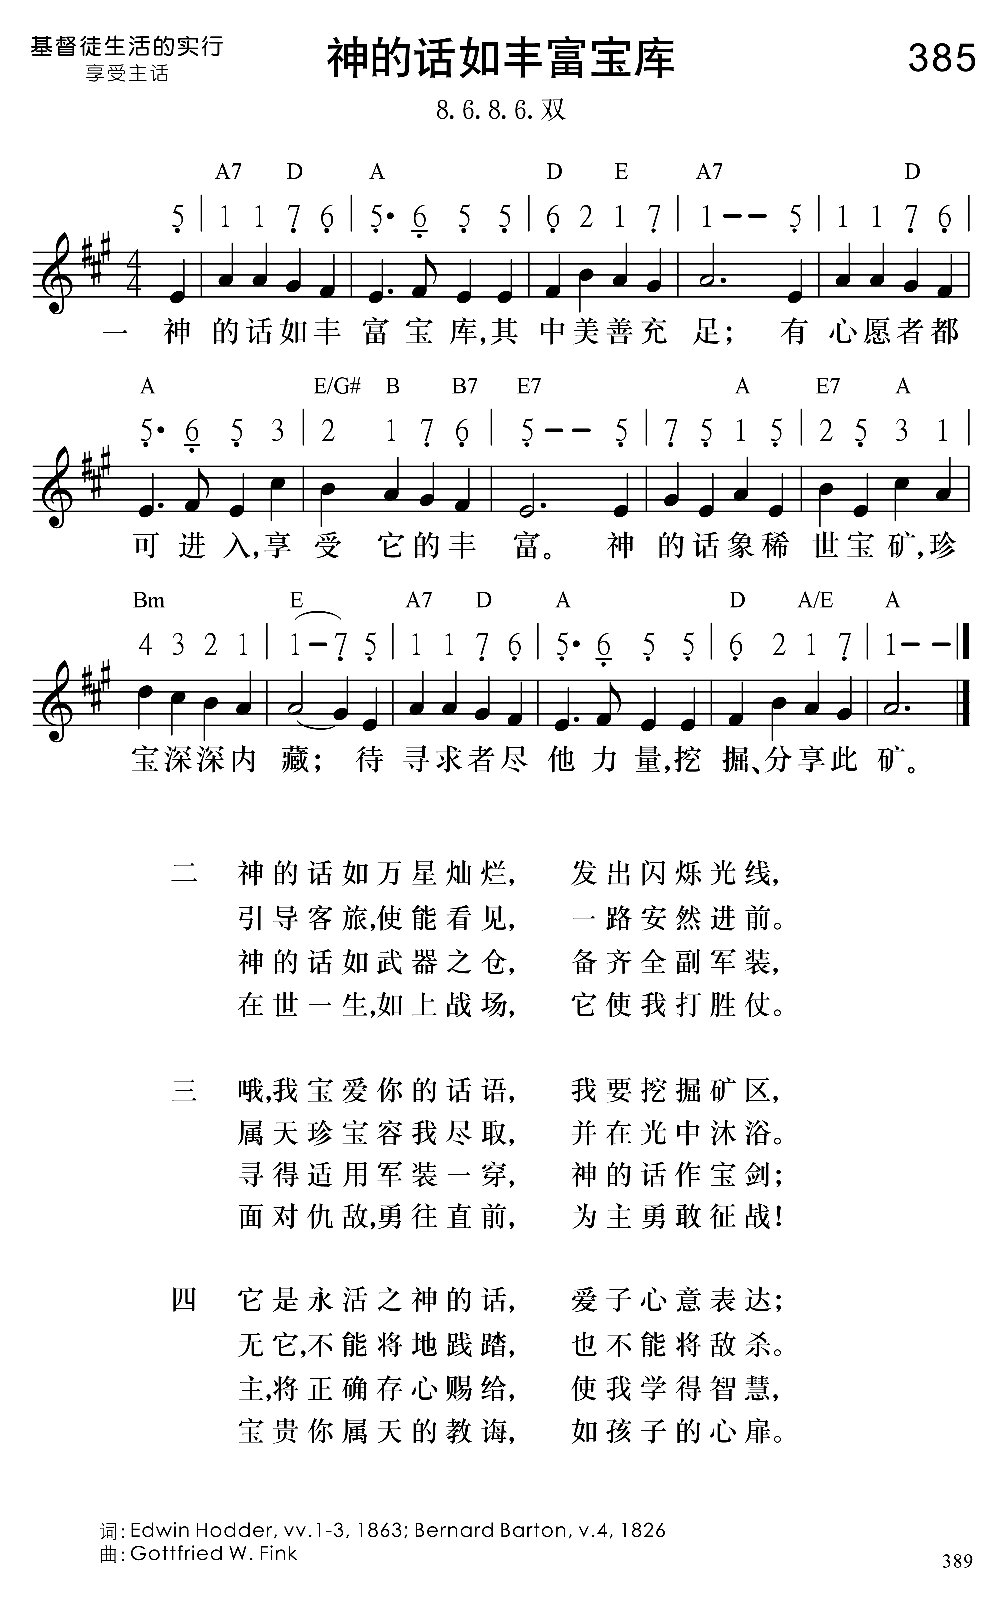 基督徒生活的实行
享受主话
神的话如丰富宝库
385
8.6.8.6.双
A7 D A D E A7 D
5 | 1 1 7 6 | 5· 6 5 5 | 6 2 1 7 | 1 – – 5 | 1 1 7 6 |
4
4
一 神的话如丰富宝库,其中美善充足；有心愿者都
A E/G# B B7 E7 A E7 A
5· 6 5 3 | 2 1 7 6 | 5 – – 5 | 7 5 1 5 | 2 5 3 1 |
可进入,享受它的丰富。神的话象稀世宝矿,珍
Bm E A7 D A D A/E A
4 3 2 1 | 1 – 7 5 | 1 1 7 6 | 5· 6 5 5 | 6 2 1 7 | 1 – – ‖
宝深深内藏；待寻求者尽他力量,挖掘、分享此矿。
二 神的话如万星灿烂, 发出闪烁光线,
引导客旅,使能看见, 一路安然进前。
神的话如武器之仓, 备齐全副军装,
在世一生,如上战场, 它使我打胜仗。
三 哦,我宝爱你的话语, 我要挖掘矿区,
属天珍宝容我尽取, 并在光中沐浴。
寻得适用军装一穿, 神的话作宝剑；
面对仇敌,勇往直前, 为主勇敢征战！
四 它是永活之神的话, 爱子心意表达；
无它,不能将地践踏, 也不能将敌杀。
主,将正确存心赐给, 使我学得智慧,
宝贵你属天的教诲, 如孩子的心扉。
词: Edwin Hodder, vv.1-3, 1863; Bernard Barton, v.4, 1826
曲: Gottfried W. Fink
389